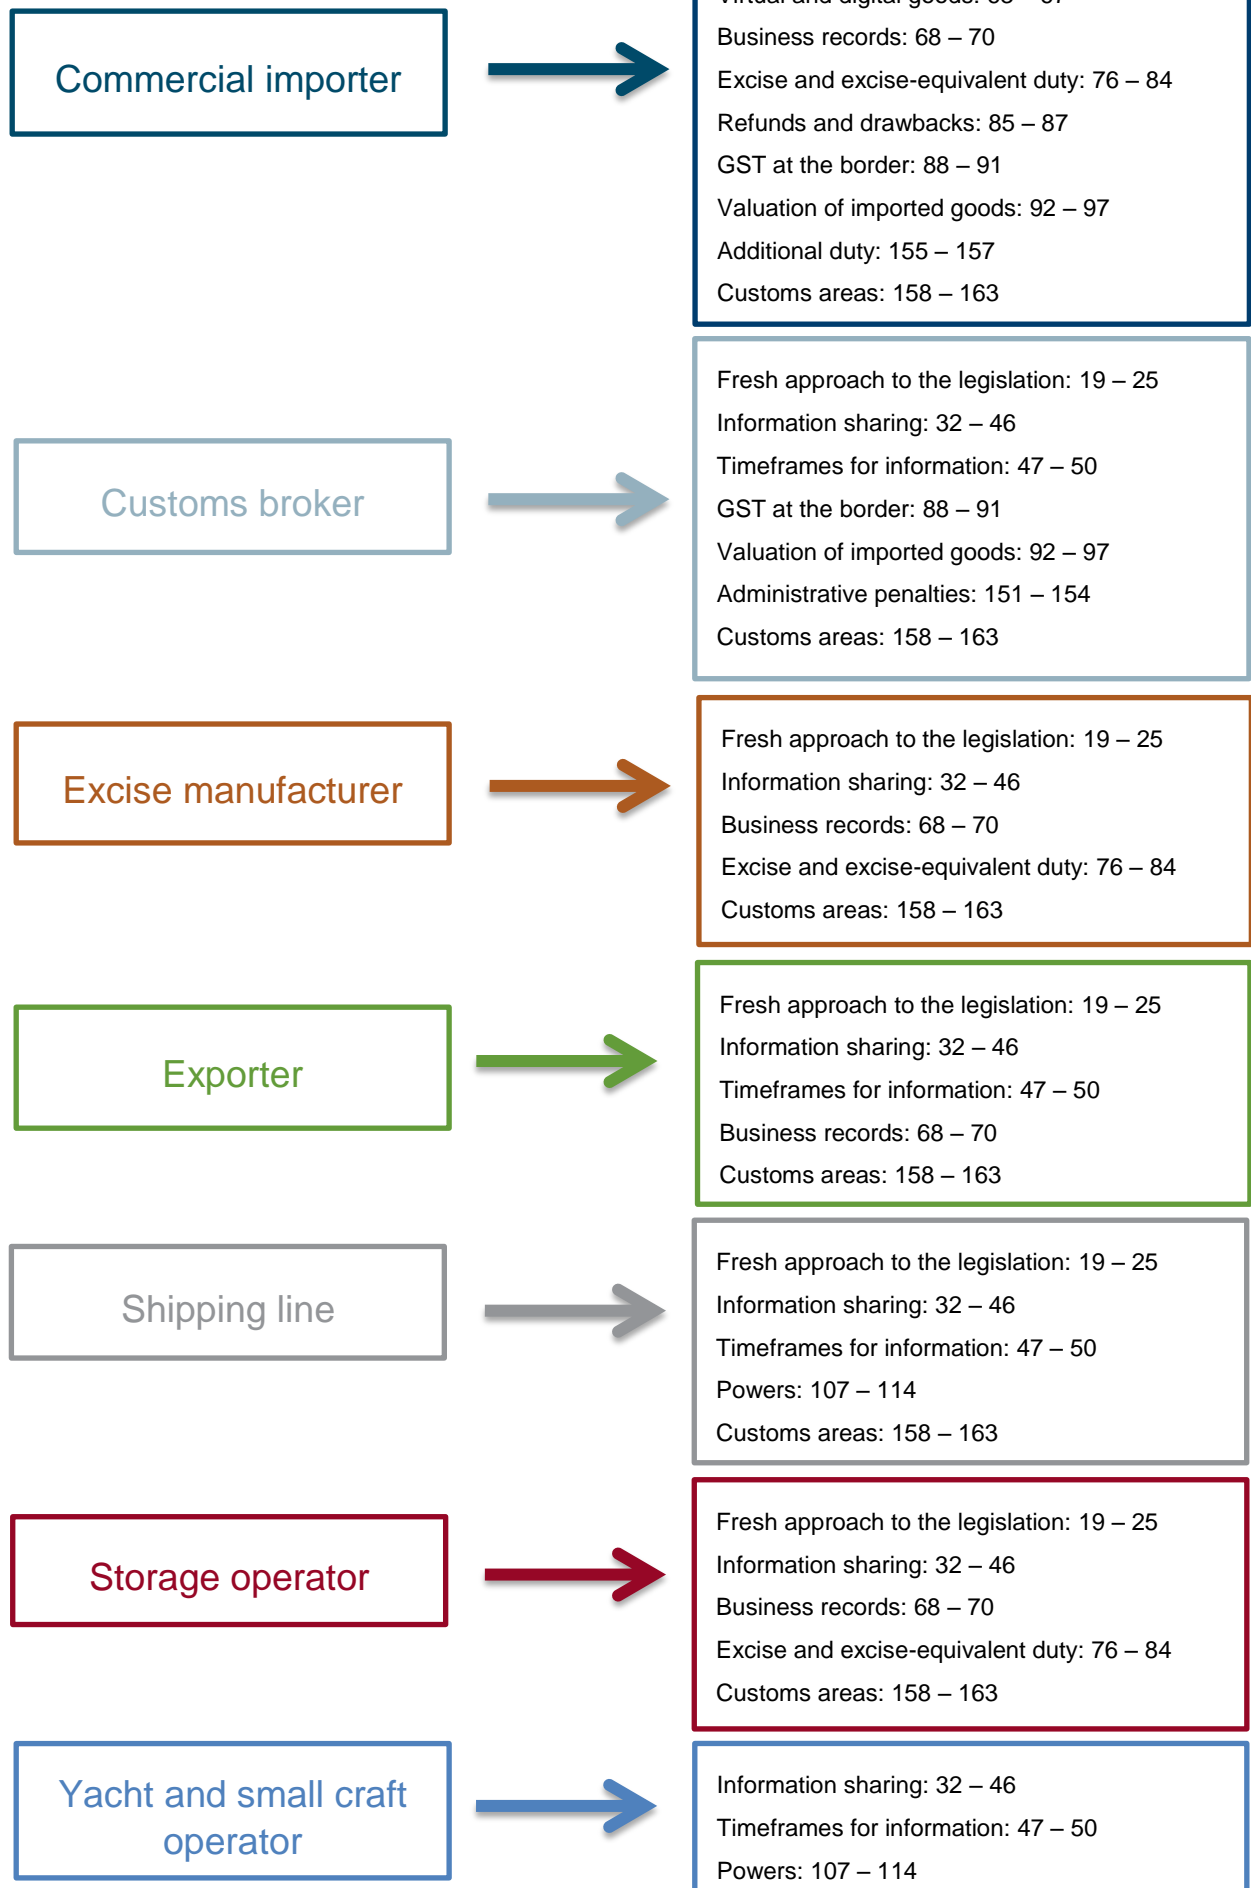 Commercial importer
Virtual and digital goods:
Business records: 68 – 70
Excise and excise-equivalent duty: 76 – 84
Refunds and drawbacks: 85 – 87
GST at the border: 88 – 91
Valuation of imported goods: 92 – 97
Additional duty: 155 – 157
Customs areas: 158 – 163
Customs broker
Fresh approach to the legislation: 19 – 25
Information sharing: 32 – 46
Timeframes for information: 47 – 50
GST at the border: 88 – 91
Valuation of imported goods: 92 – 97
Administrative penalties: 151 – 154
Customs areas: 158 – 163
Excise manufacturer
Fresh approach to the legislation: 19 – 25
Information sharing: 32 – 46
Business records: 68 – 70
Excise and excise-equivalent duty: 76 – 84
Customs areas: 158 – 163
Exporter
Fresh approach to the legislation: 19 – 25
Information sharing: 32 – 46
Timeframes for information: 47 – 50
Business records: 68 – 70
Customs areas: 158 – 163
Shipping line
Fresh approach to the legislation: 19 – 25
Information sharing: 32 – 46
Timeframes for information: 47 – 50
Powers: 107 – 114
Customs areas: 158 – 163
Storage operator
Fresh approach to the legislation: 19 – 25
Information sharing: 32 – 46
Business records: 68 – 70
Excise and excise-equivalent duty: 76 – 84
Customs areas: 158 – 163
Yacht and small craft
operator
Information sharing: 32 – 46
Timeframes for information: 47 – 50
Powers: 107 – 114